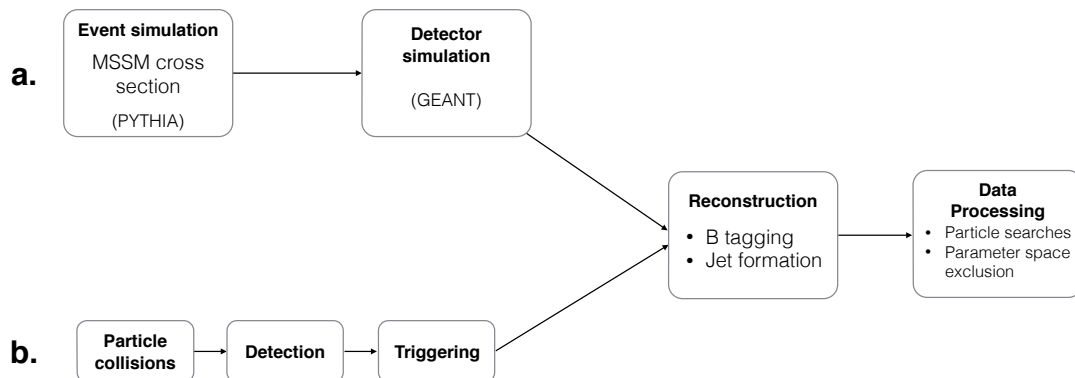 a.
Event simulation
MSSM cross
section
(PYTHIA)
Detector
simulation
(GEANT)
Reconstruction
• B tagging
• Jet formation
Data
Processing
• Particle searches
• Parameter space
exclusion
b.
Particle
collisions
Detection
Triggering